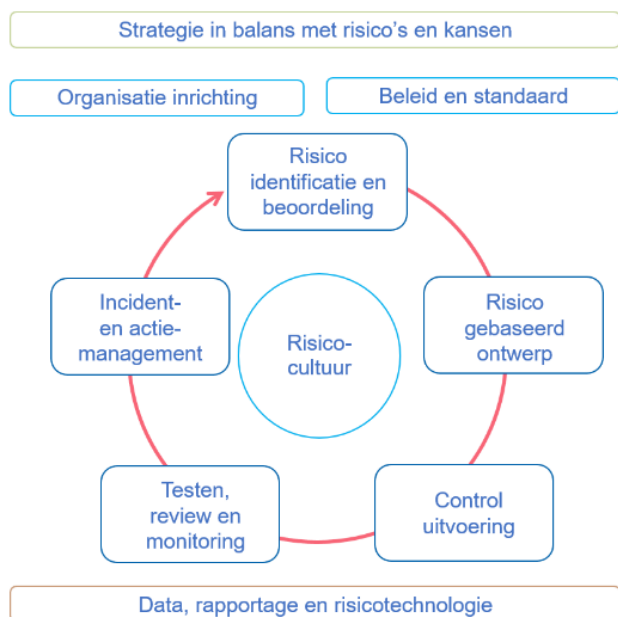 Strategie in balans met risico's en kansen
Organisatie inrichting
Beleid en standaard
Risico
identificatie en
beoordeling
Risico
gebaseerd
ontwerp
Control
uitvoering
Testen,
review en
monitoring
Incident-
en actie-
management
Risico-
cultuur
Data, rapportage en risicotechnologie